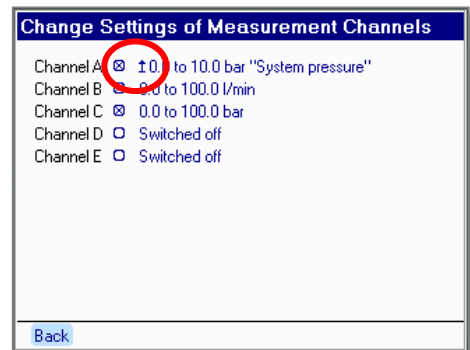 Change Settings of Measurement Channels
Channel A ⊠ ↥0.0 to 10.0 bar "System pressure"
Channel B 0.0 to 100.0 l/min
Channel C ⊠ 0.0 to 100.0 bar
Channel D □ Switched off
Channel E □ Switched off
Back